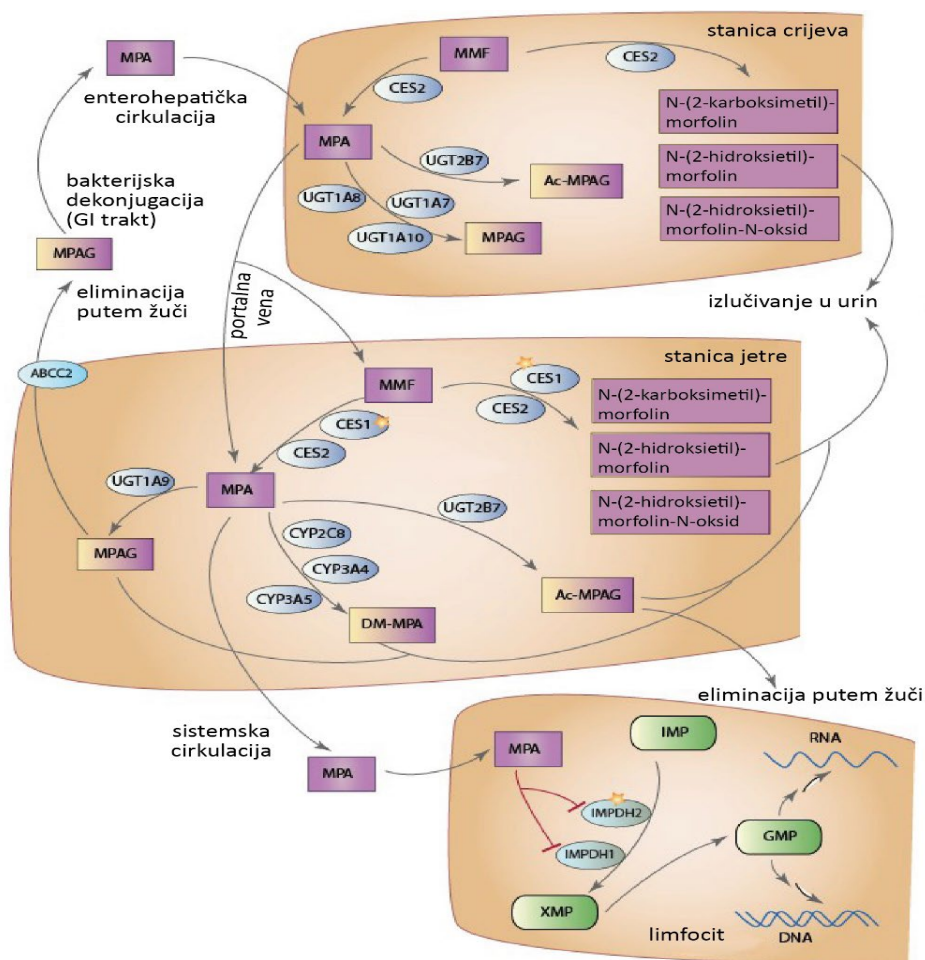 stanica crijeva
MPA
MMF
CES2
CES2
enterohepatička
cirkulacija
N-(2-karboksimetil)-
morfolin
MPA
UGT2B7
N-(2-hidroksietil)-
morfolin
Ac-MPAG
bakterijska
dekonjugacija
(GI trakt)
UGT1A8
UGT1A7
N-(2-hidroksietil)-
morfolin-N-oksid
UGT1A10
MPAG
MPAG
eliminacija
putem žuči
portalna
vena
izlučivanje u urin
stanica jetre
ABCC2
MMF
CES1
CES2
N-(2-karboksimetil)-
morfolin
CES1
CES2
N-(2-hidroksietil)-
morfolin
UGT1A9
MPA
UGT2B7
N-(2-hidroksietil)-
morfolin-N-oksid
CYP2C8
MPAG
CYP3A4
CYP3A5
Ac-MPAG
DM-MPA
eliminacija putem žuči
sistemska
cirkulacija
MPA
MPA
IMP
RNA
IMPDH2
GMP
IMPDH1
XMP
limfocit
DNA